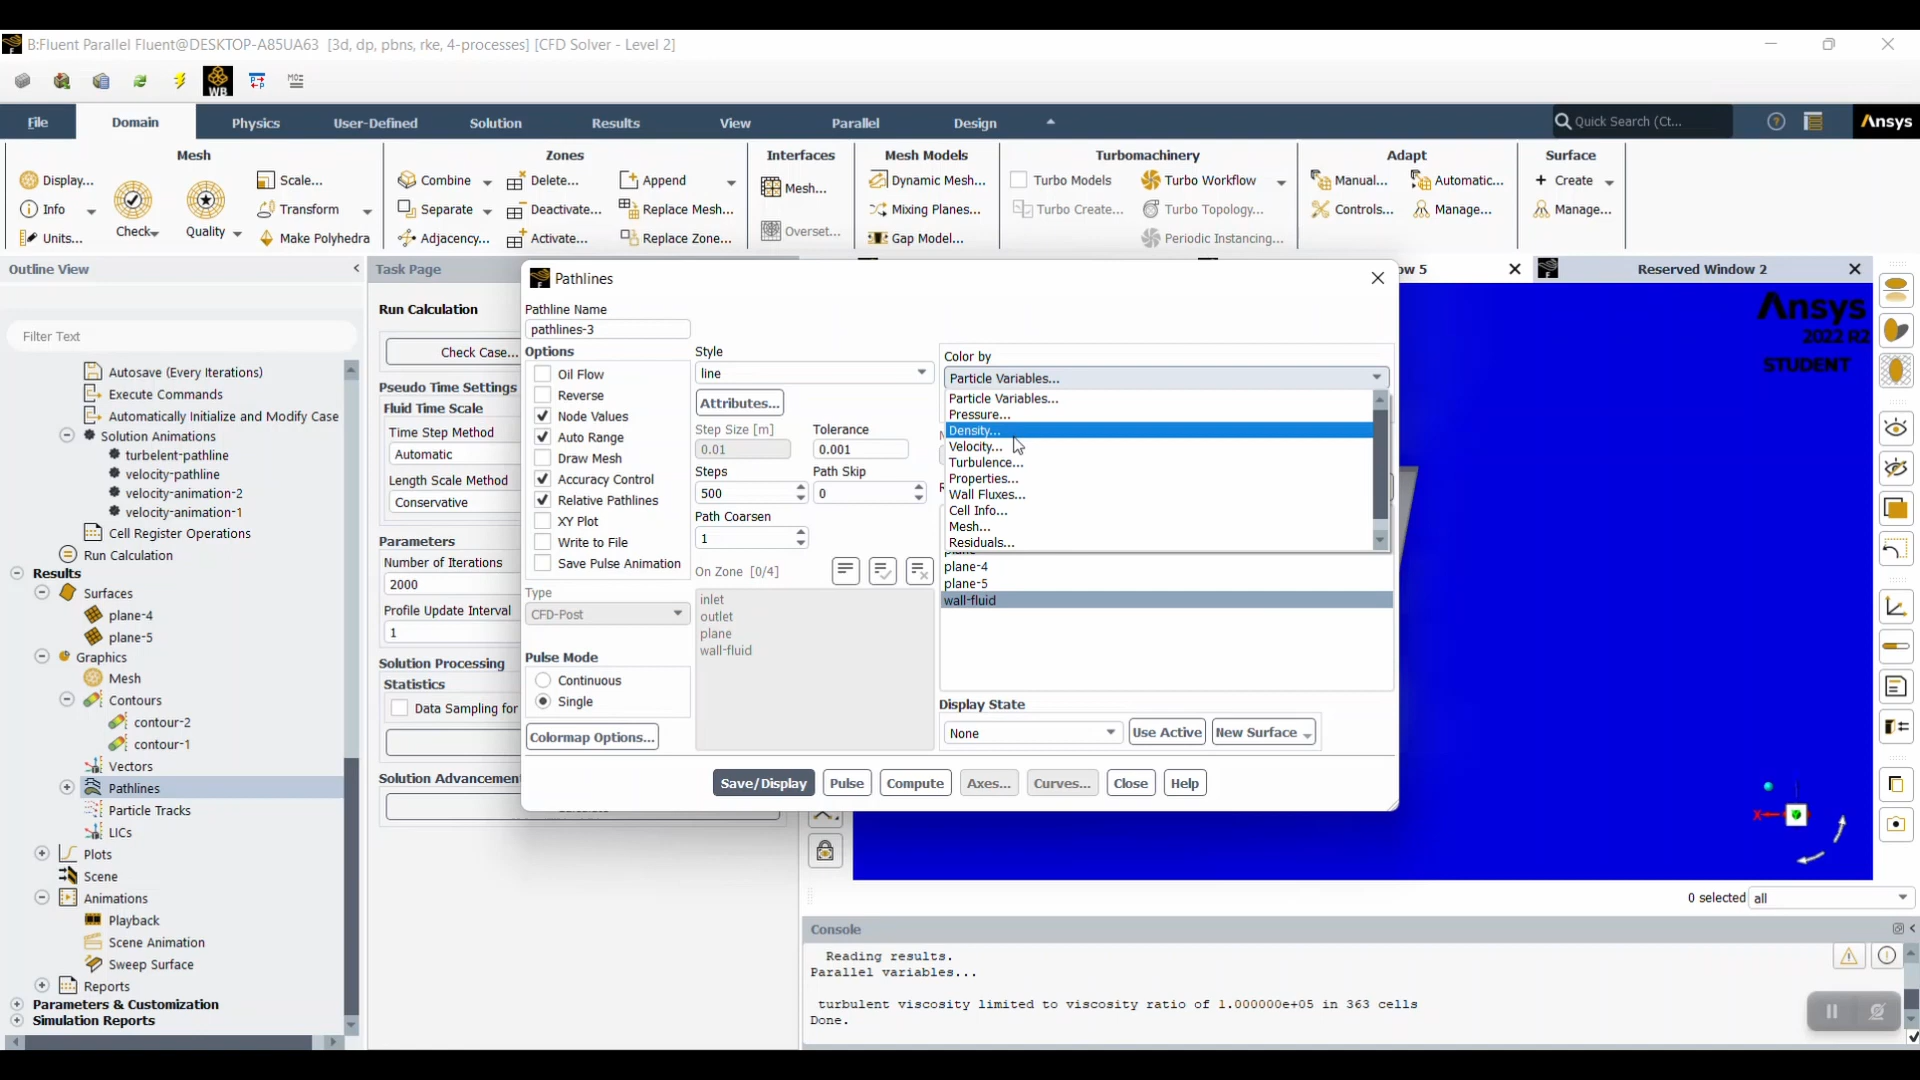 B:Fluent Parallel Fluent@DESKTOP-A85UA63 [3d, dp, pbns, rke, 4-processes] [CFD Solver - Level 2]
WB
File Domain Physics User-Defined Solution Results View Parallel Design Quick Search (Ct... Ansys
Mesh Zones Interfaces Mesh Models Turbomachinery Adapt Surface
Display... Scale... Combine Delete... Append Mesh... Dynamic Mesh... Turbo Models Turbo Workflow Manual... Automatic... Create
Info Check Quality Transform Separate Deactivate... Replace Mesh... Mixing Planes... Turbo Create... Turbo Topology... Controls... Manage... Manage...
Units... Make Polyhedra Adjacency... Activate... Replace Zone... Overset... Gap Model... Periodic Instancing...
Outline View
Filter Text
Autosave (Every Iterations)
Execute Commands
Automatically Initialize and Modify Case
Solution Animations
turbelent-pathline
velocity-pathline
velocity-animation-2
velocity-animation-1
Cell Register Operations
Run Calculation
Results
Surfaces
plane-4
plane-5
Graphics
Mesh
Contours
contour-2
contour-1
Vectors
Pathlines
Particle Tracks
LICs
Plots
Scene
Animations
Playback
Scene Animation
Sweep Surface
Reports
Parameters & Customization
Simulation Reports
Task Page
Run Calculation
Check Case...
Pseudo Time Settings
Fluid Time Scale
Time Step Method
Automatic
Length Scale Method
Conservative
Parameters
Number of Iterations
2000
Profile Update Interval
1
Solution Processing
Statistics
Data Sampling for
Solution Advancement
Pathlines
Pathline Name
pathlines-3
Options
Oil Flow
Reverse
Node Values
Auto Range
Draw Mesh
Accuracy Control
Relative Pathlines
XY Plot
Write to File
Save Pulse Animation
Type
CFD-Post
Pulse Mode
Continuous
Single
Colormap Options...
Style
line
Attributes...
Step Size [m] Tolerance
0.01 0.001
Steps Path Skip
500 0
Path Coarsen
1
On Zone [0/4]
inlet
outlet
plane
wall-fluid
Color by
Particle Variables...
Particle Variables...
Pressure...
Density...
Velocity...
Turbulence...
Properties...
Wall Fluxes...
Cell Info...
Mesh...
Residuals...
plane-4
plane-5
wall-fluid
Display State
None Use Active New Surface
Save/Display Pulse Compute Axes... Curves... Close Help
ow 5 Reserved Window 2
Ansys
2022 R2
STUDENT
X
0 selected all
Console
Reading results.
Parallel variables...
turbulent viscosity limited to viscosity ratio of 1.000000e+05 in 363 cells
Done.